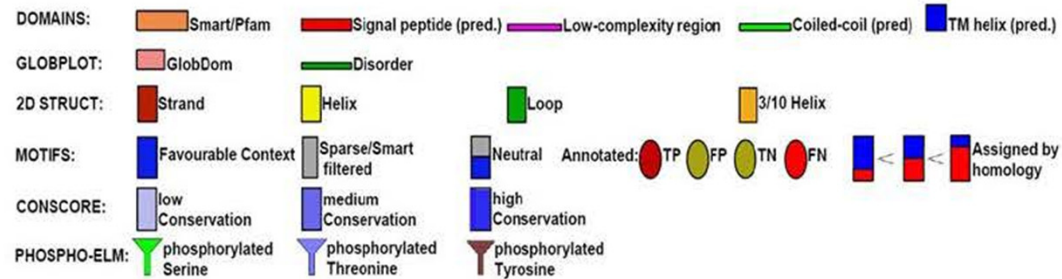 DOMAINS: Smart/Pfam Signal peptide (pred.) Low-complexity region Coiled-coil (pred) TM helix (pred.)
GLOBPLOT: GlobDom Disorder
2D STRUCT: Strand Helix Loop 3/10 Helix
MOTIFS: Favourable Context Sparse/Smart filtered Neutral Annotated: TP FP TN FN < < Assigned by homology
CONSCORE: low Conservation medium Conservation high Conservation
PHOSPHO-ELM: phosphorylated Serine phosphorylated Threonine phosphorylated Tyrosine